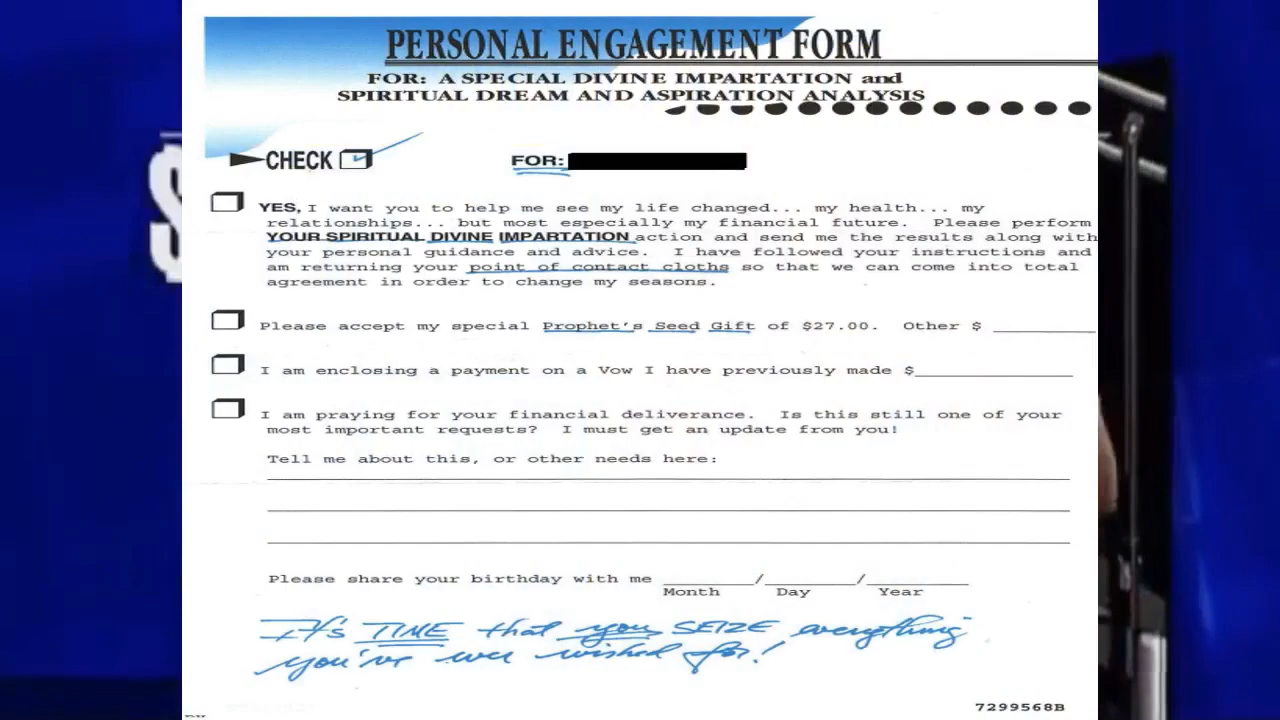 PERSONAL ENGAGEMENT FORM
FOR: A SPECIAL DIVINE IMPARTATION and
SPIRITUAL DREAM AND ASPIRATION ANALYSIS
CHECK
FOR:
YES, I want you to help me see my life changed... my health... my
relationships... but most especially my financial future. Please perform
YOUR SPIRITUAL DIVINE IMPARTATION action and send me the results along with
your personal guidance and advice. I have followed your instructions and
am returning your point of contact cloths so that we can come into total
agreement in order to change my seasons.
Please accept my special Prophet's Seed Gift of $27.00. Other $
I am enclosing a payment on a Vow I have previously made $
I am praying for your financial deliverance. Is this still one of your
most important requests? I must get an update from you!
Tell me about this, or other needs here:
Please share your birthday with me / /
Month Day Year
It's TIME that you SEIZE everything
you've ever wished for!
7299568B